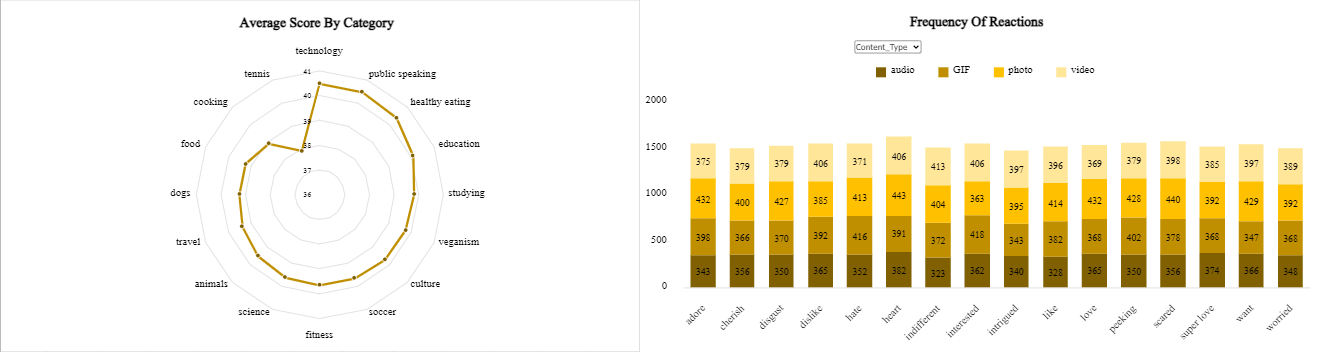 Average Score By Category
technology
tennis
public speaking
41
cooking
40
healthy eating
39
food
38
education
37
dogs
36
studying
travel
veganism
animals
culture
science
soccer
fitness
Frequency Of Reactions
Content_Type
audio GIF photo video
2000
1500
1000
500
0
375 379 379 406 371 406 413 406 397 396 369 379 398 385 397 389
432 400 427 385 413 443 404 363 395 414 432 428 440 392 429 392
398 366 370 392 416 391 372 418 343 382 368 402 378 368 347 368
343 356 350 365 352 382 323 362 340 328 365 350 356 374 366 348
adore cherish disgust dislike hate heart indifferent interested intrigued like love peeking scared super love want worried